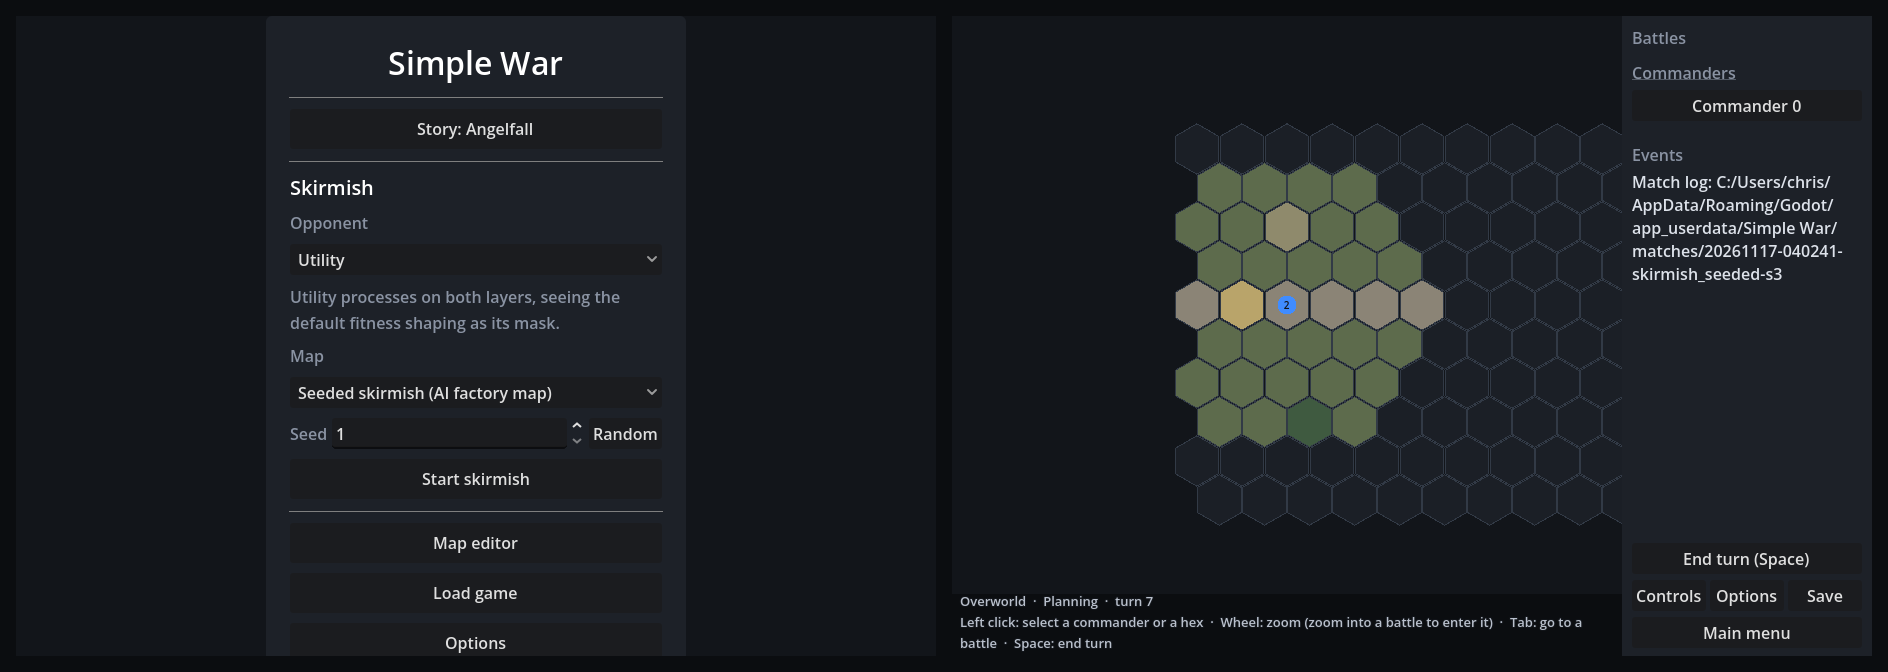 Simple War
Story: Angelfall
Skirmish
Opponent
Utility
Utility processes on both layers, seeing the
default fitness shaping as its mask.
Map
Seeded skirmish (AI factory map)
Seed 1 Random
Start skirmish
Map editor
Load game
Options
2
Overworld · Planning · turn 7
Left click: select a commander or a hex · Wheel: zoom (zoom into a battle to enter it) · Tab: go to a
battle · Space: end turn
Battles
Commanders
Commander 0
Events
Match log: C:/Users/chris/
AppData/Roaming/Godot/
app_userdata/Simple War/
matches/20261117-040241-
skirmish_seeded-s3
End turn (Space)
Controls Options Save
Main menu